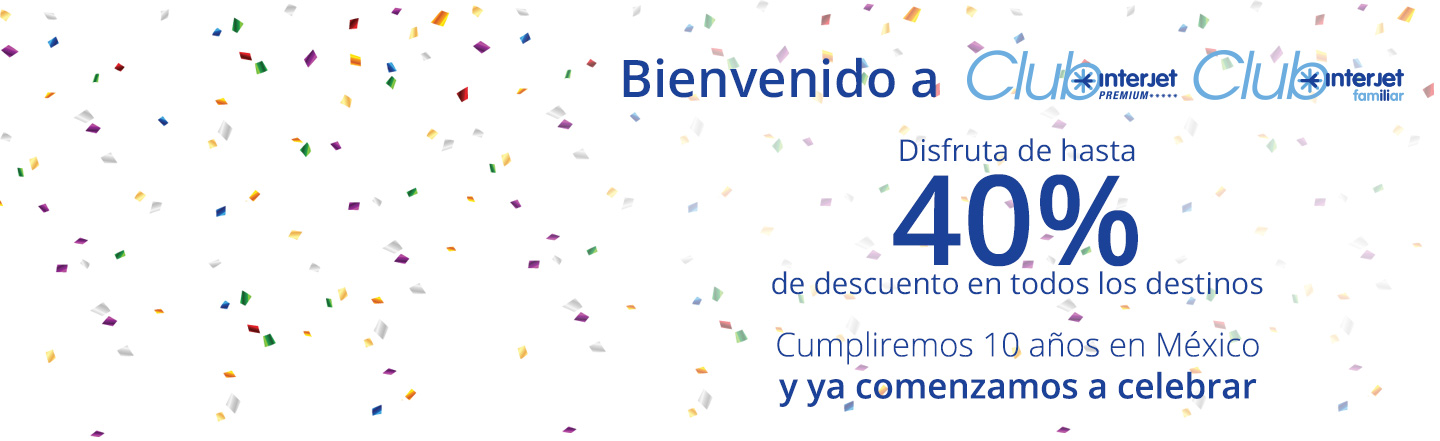 Bienvenido a Club interjet PREMIUM Club interjet familiar
Disfruta de hasta
40%
de descuento en todos los destinos
Cumpliremos 10 años en México
y ya comenzamos a celebrar